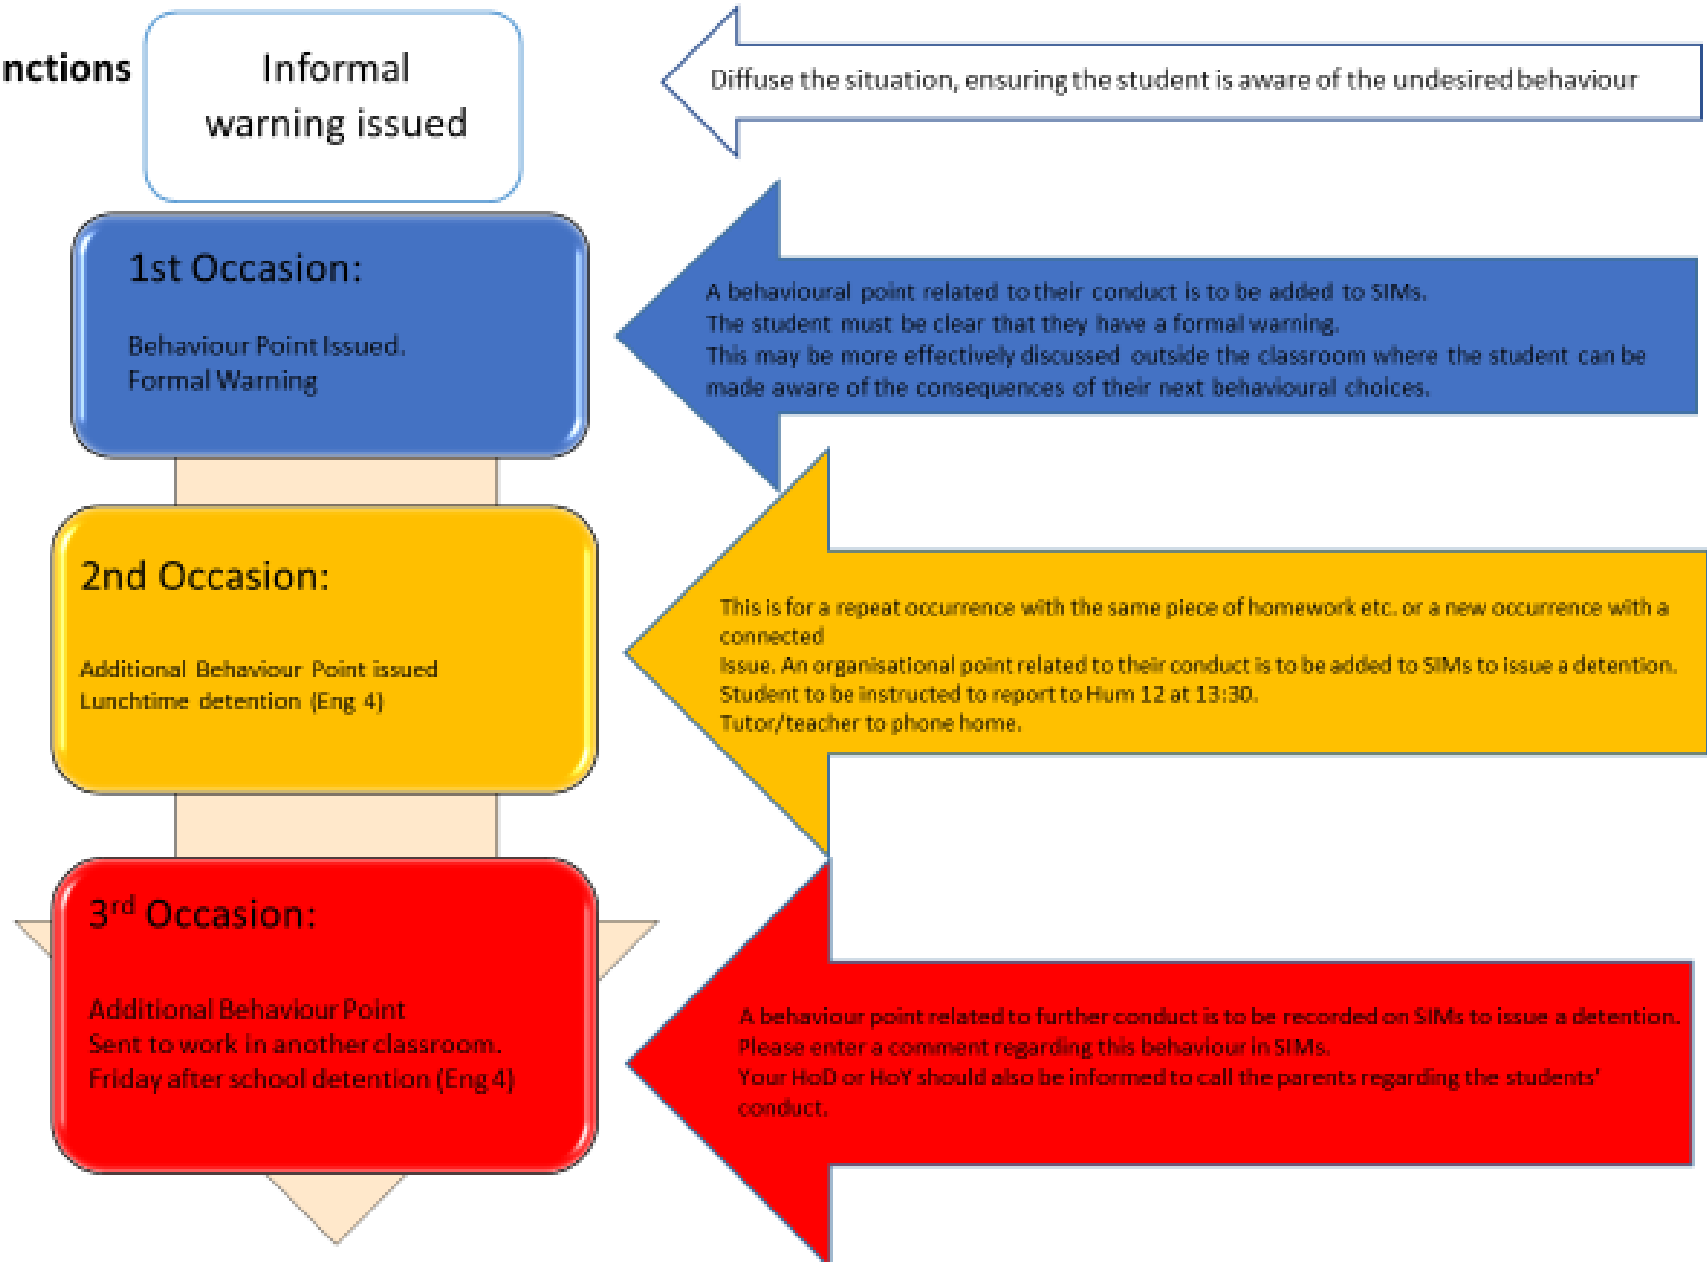 nctions
Informal
warning issued
Diffuse the situation, ensuring the student is aware of the undesired behaviour
1st Occasion:
Behaviour Point Issued.
Formal Warning
A behavioural point related to their conduct is to be added to SIMs.
The student must be clear that they have a formal warning.
This may be more effectively discussed outside the classroom where the student can be
made aware of the consequences of their next behavioural choices.
2nd Occasion:
Additional Behaviour Point issued
Lunchtime detention (Eng 4)
This is for a repeat occurrence with the same piece of homework etc. or a new occurrence with a
connected
Issue. An organisational point related to their conduct is to be added to SIMs to issue a detention.
Student to be instructed to report to Hum 12 at 13:30.
Tutor/teacher to phone home.
3rd Occasion:
Additional Behaviour Point
Sent to work in another classroom.
Friday after school detention (Eng 4)
A behaviour point related to further conduct is to be recorded on SIMs to issue a detention.
Please enter a comment regarding this behaviour in SIMs.
Your HoD or HoY should also be informed to call the parents regarding the students'
conduct.